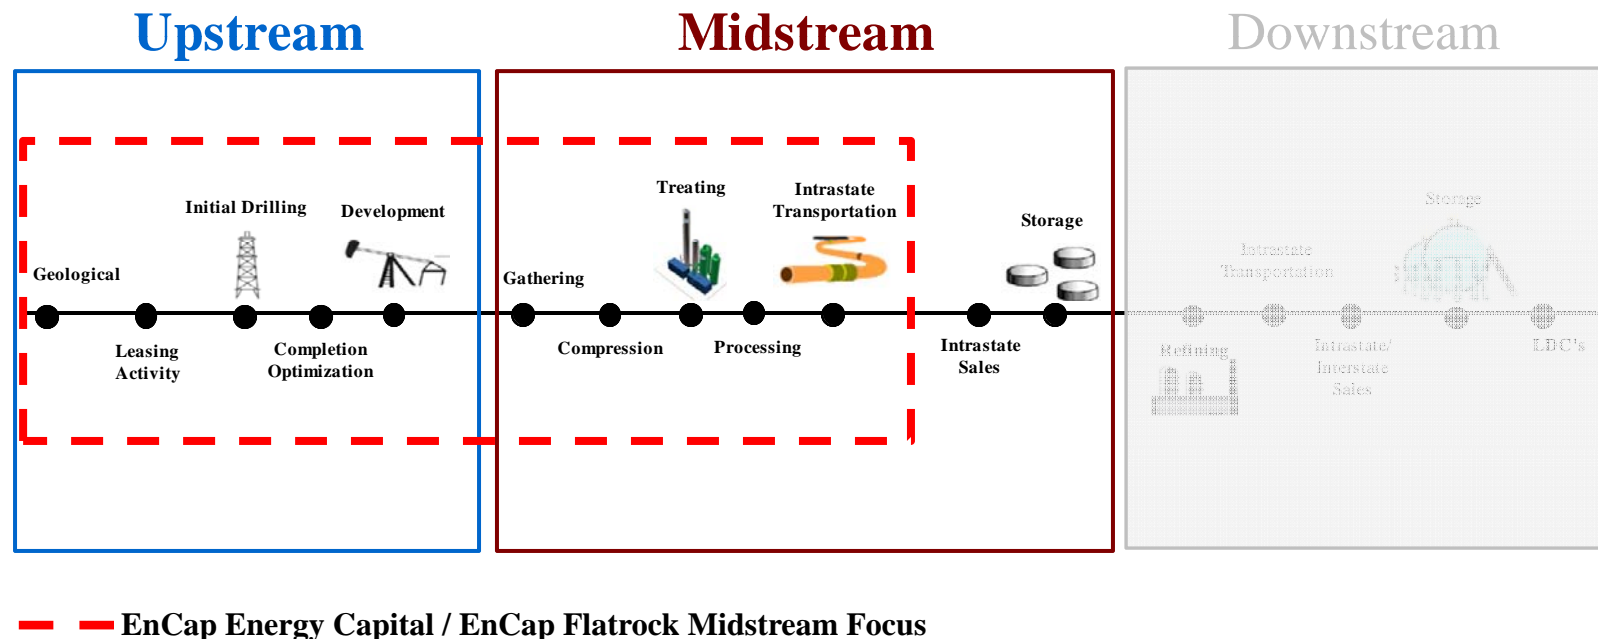 Upstream
Midstream
Downstream
Geological
Leasing
Activity
Initial Drilling
Completion
Optimization
Development
Gathering
Compression
Treating
Processing
Intrastate
Transportation
Intrastate
Sales
Storage
Refining
Intrastate
Transportation
Intrastate/
Interstate
Sales
Storage
LDC's
EnCap Energy Capital / EnCap Flatrock Midstream Focus